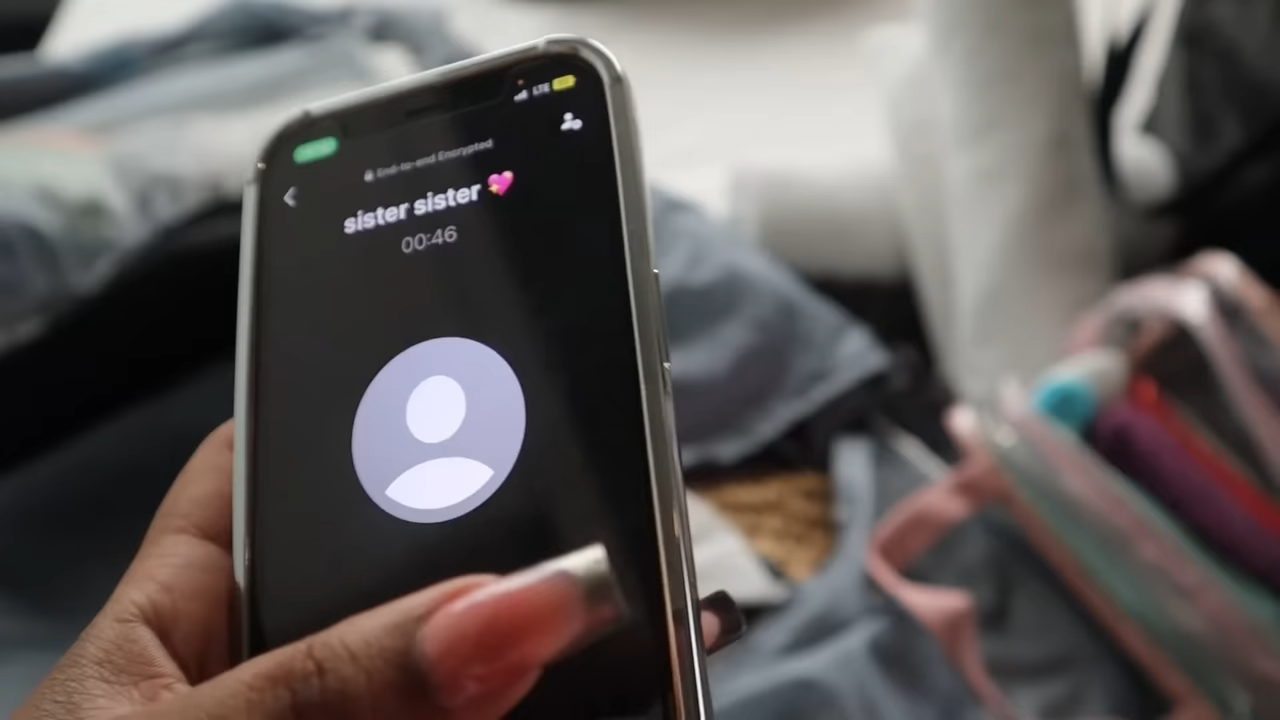 LTE
End-to-end Encrypted
sister sister 💖
00:46